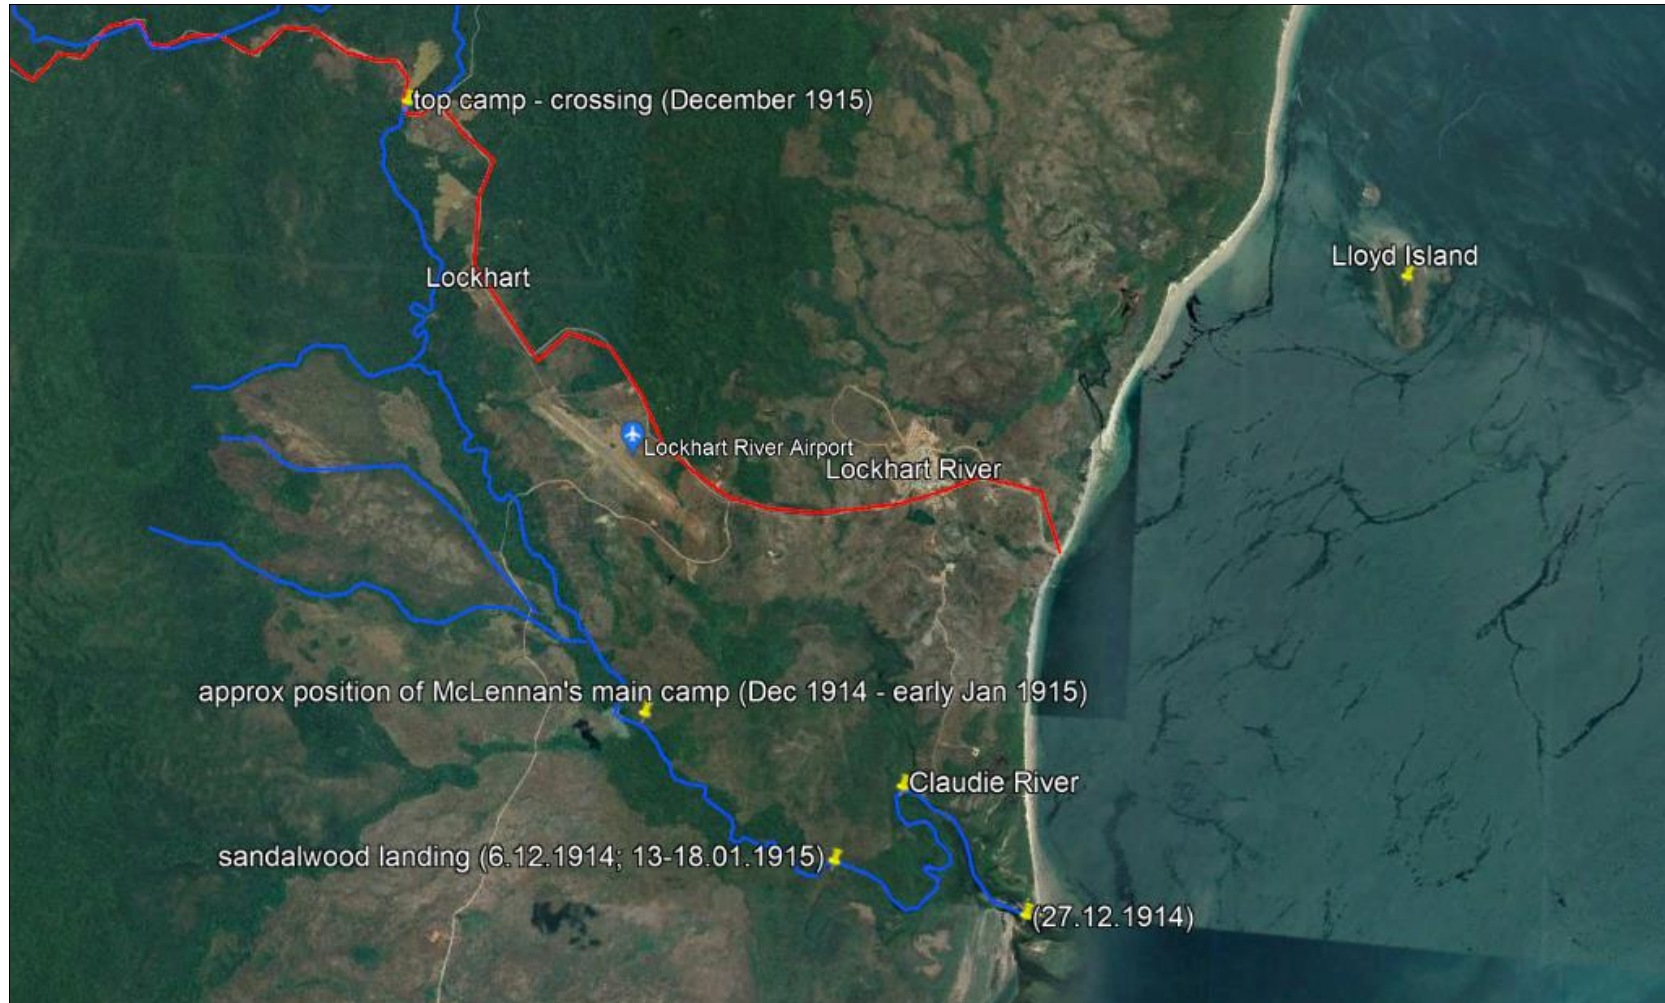 top camp - crossing (December 1915)
Lloyd Island
Lockhart
Lockhart River Airport
Lockhart River
approx position of McLennan's main camp (Dec 1914 - early Jan 1915)
Claudie River
sandalwood landing (6.12.1914; 13-18.01.1915)
(27.12.1914)